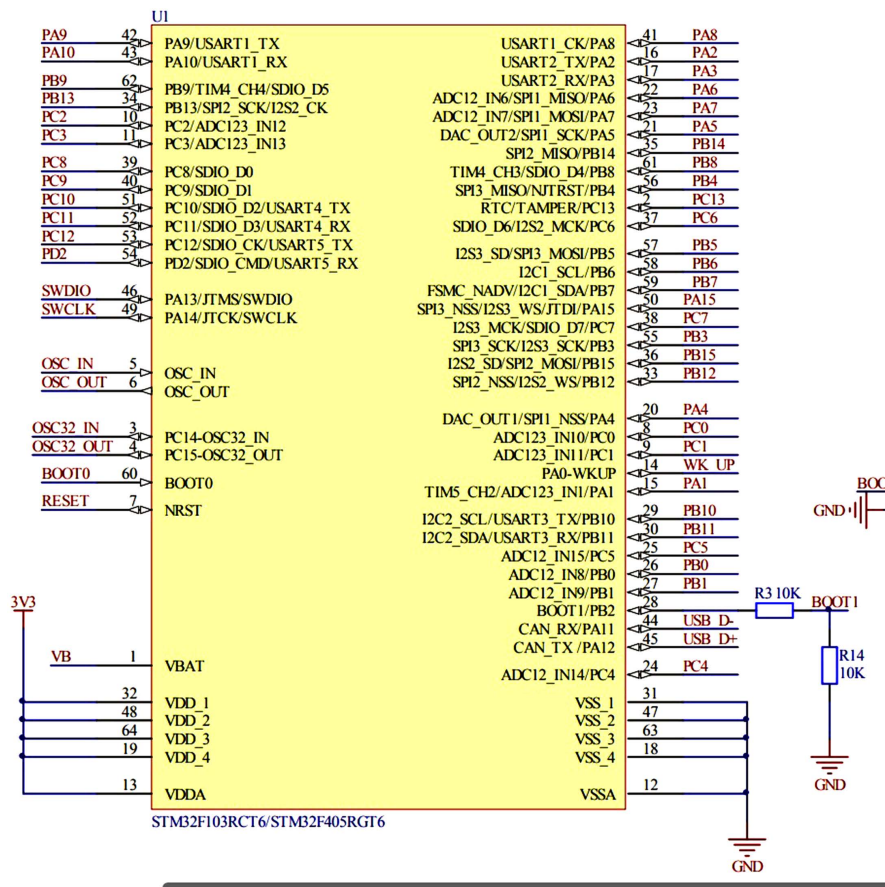 U1
PA9 42 PA9/USART1_TX USART1_CK/PA8 41 PA8
PA10 43 PA10/USART1_RX USART2_TX/PA2 16 PA2
USART2_RX/PA3 17 PA3
PB9 62 PB9/TIM4_CH4/SDIO_D5 ADC12_IN6/SPI1_MISO/PA6 22 PA6
PB13 34 PB13/SPI2_SCK/I2S2_CK ADC12_IN7/SPI1_MOSI/PA7 23 PA7
PC2 10 PC2/ADC123_IN12 DAC_OUT2/SPI1_SCK/PA5 21 PA5
PC3 11 PC3/ADC123_IN13 SPI2_MISO/PB14 35 PB14
PC8 39 PC8/SDIO_D0 TIM4_CH3/SDIO_D4/PB8 61 PB8
PC9 40 PC9/SDIO_D1 SPI3_MISO/NJTRST/PB4 56 PB4
PC10 51 PC10/SDIO_D2/USART4_TX RTC/TAMPER/PC13 2 PC13
PC11 52 PC11/SDIO_D3/USART4_RX SDIO_D6/I2S2_MCK/PC6 37 PC6
PC12 53 PC12/SDIO_CK/USART5_TX I2S3_SD/SPI3_MOSI/PB5 57 PB5
PD2 54 PD2/SDIO_CMD/USART5_RX I2C1_SCL/PB6 58 PB6
SWDIO 46 PA13/JTMS/SWDIO FSMC_NADV/I2C1_SDA/PB7 59 PB7
SWCLK 49 PA14/JTCK/SWCLK SPI3_NSS/I2S3_WS/JTDI/PA15 50 PA15
I2S3_MCK/SDIO_D7/PC7 38 PC7
SPI3_SCK/I2S3_SCK/PB3 55 PB3
OSC_IN 5 OSC_IN I2S2_SD/SPI2_MOSI/PB15 36 PB15
OSC_OUT 6 OSC_OUT SPI2_NSS/I2S2_WS/PB12 33 PB12
DAC_OUT1/SPI1_NSS/PA4 20 PA4
OSC32_IN 3 PC14-OSC32_IN ADC123_IN10/PC0 8 PC0
OSC32_OUT 4 PC15-OSC32_OUT ADC123_IN11/PC1 9 PC1
BOOT0 60 BOOT0 PA0-WKUP 14 WK_UP
RESET 7 NRST TIM5_CH2/ADC123_IN1/PA1 15 PA1
BOO
GND
I2C2_SCL/USART3_TX/PB10 29 PB10
I2C2_SDA/USART3_RX/PB11 30 PB11
ADC12_IN15/PC5 25 PC5
ADC12_IN8/PB0 26 PB0
ADC12_IN9/PB1 27 PB1
3V3 BOOT1/PB2 28 R3 10K BOOT1
CAN_RX/PA11 44 USB_D-
CAN_TX /PA12 45 USB_D+
R14
10K
VB 1 VBAT ADC12_IN14/PC4 24 PC4
32 VDD_1 VSS_1 31
48 VDD_2 VSS_2 47
64 VDD_3 VSS_3 63
19 VDD_4 VSS_4 18
GND
13 VDDA VSSA 12
STM32F103RCT6/STM32F405RGT6
GND